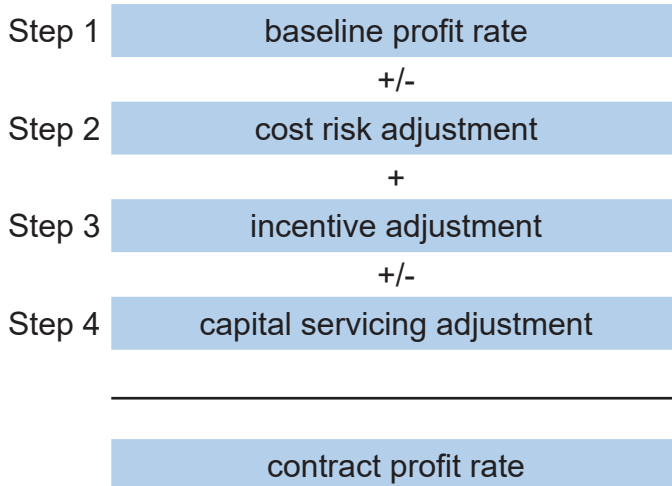 Step 1 baseline profit rate
+/-
Step 2 cost risk adjustment
+
Step 3 incentive adjustment
+/-
Step 4 capital servicing adjustment
contract profit rate